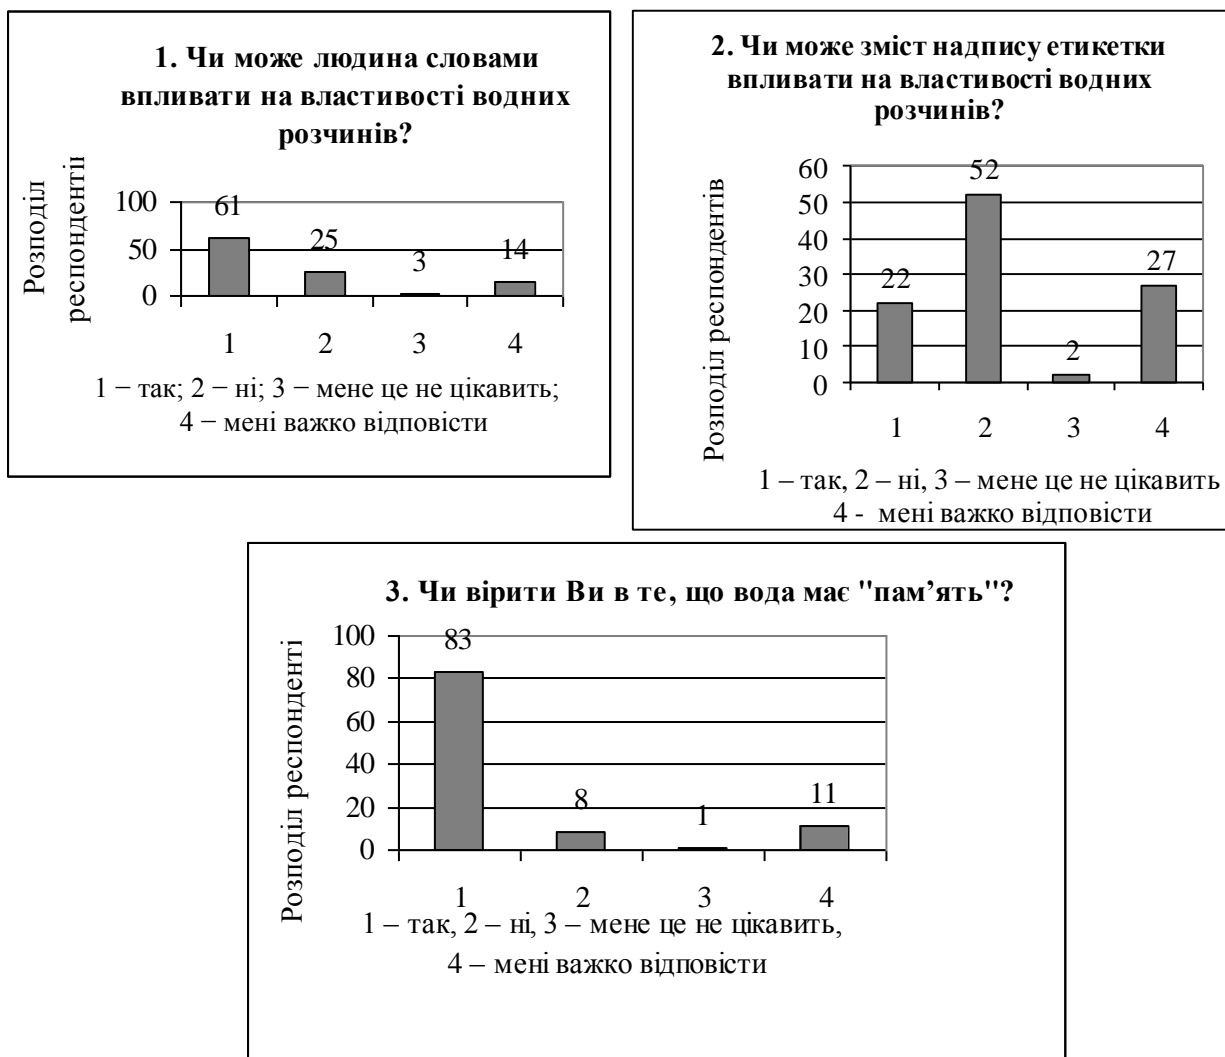 1. Чи може людина словами
впливати на властивості водних
розчинів?
Розподіл
респондентів
100
50
0
61
25
3
14
1
2
3
4
1 − так; 2 − ні; 3 − мене це не цікавить;
4 − мені важко відповісти
2. Чи може зміст надпису етикетки
впливати на властивості водних
розчинів?
Розподіл респондентів
60
50
40
30
20
10
0
22
52
2
27
1
2
3
4
1 – так, 2 – ні, 3 – мене це не цікавить
4 - мені важко відповісти
3. Чи вірити Ви в те, що вода має "пам’ять"?
Розподіл респонденті
100
80
60
40
20
0
83
8
1
11
1
2
3
4
1 – так, 2 – ні, 3 – мене це не цікавить,
4 – мені важко відповісти